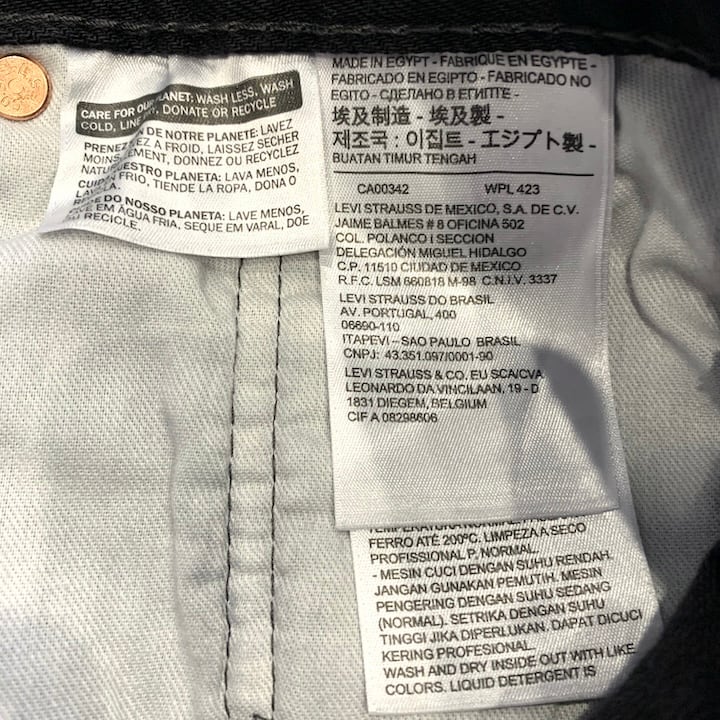 CARE FOR OUR PLANET: WASH LESS, WASH
COLD, LINE DRY, DONATE OR RECYCLE
DE NOTRE PLANETE: LAVEZ
PRENEZ À FROID, LAISSEZ SECHER
MOINS, DONNEZ OU RECYCLEZ
NUESTRO PLANETA: LAVA MENOS,
FRIO, TIENDE LA ROPA, DONA O
DO NOSSO PLANETA: LAVE MENOS,
EM ÁGUA FRIA. SEQUE EM VARAL, DOE
RECICLE.
MADE IN EGYPT - FABRIQUE EN EGYPTE -
FABRICADO EN EGIPTO - FABRICADO NO
EGITO - СДЕЛАНО В ЕГИПТЕ -
埃及制造 - 埃及製 -
제조국 : 이집트 - エジプト製 -
BUATAN TIMUR TENGAH
CA00342 WPL 423
LEVI STRAUSS DE MEXICO, S.A. DE C.V.
JAIME BALMES # 8 OFICINA 502
COL. POLANCO I SECCION
DELEGACIÓN MIGUEL HIDALGO
C.P. 11510 CIUDAD DE MEXICO
R.F.C. LSM 660818 M-98 C.N.I.V. 3337
LEVI STRAUSS DO BRASIL
AV. PORTUGAL, 400
06690-110
ITAPEVI – SAO PAULO BRASIL
CNPJ: 43.351.097/0001-90
LEVI STRAUSS & CO. EU SCA/CVA
LEONARDO DA VINCILAAN, 19 - D
1831 DIEGEM, BELGIUM
CIF A 08298606
FERRO ATÉ 200ºC. LIMPEZA A SECO
PROFISSIONAL P, NORMAL.
- MESIN CUCI DENGAN SUHU RENDAH.
JANGAN GUNAKAN PEMUTIH. MESIN
PENGERING DENGAN SUHU SEDANG
(NORMAL). SETRIKA DENGAN SUHU
TINGGI JIKA DIPERLUKAN. DAPAT DICUCI
KERING PROFESIONAL.
WASH AND DRY INSIDE OUT WITH LIKE
COLORS. LIQUID DETERGENT IS